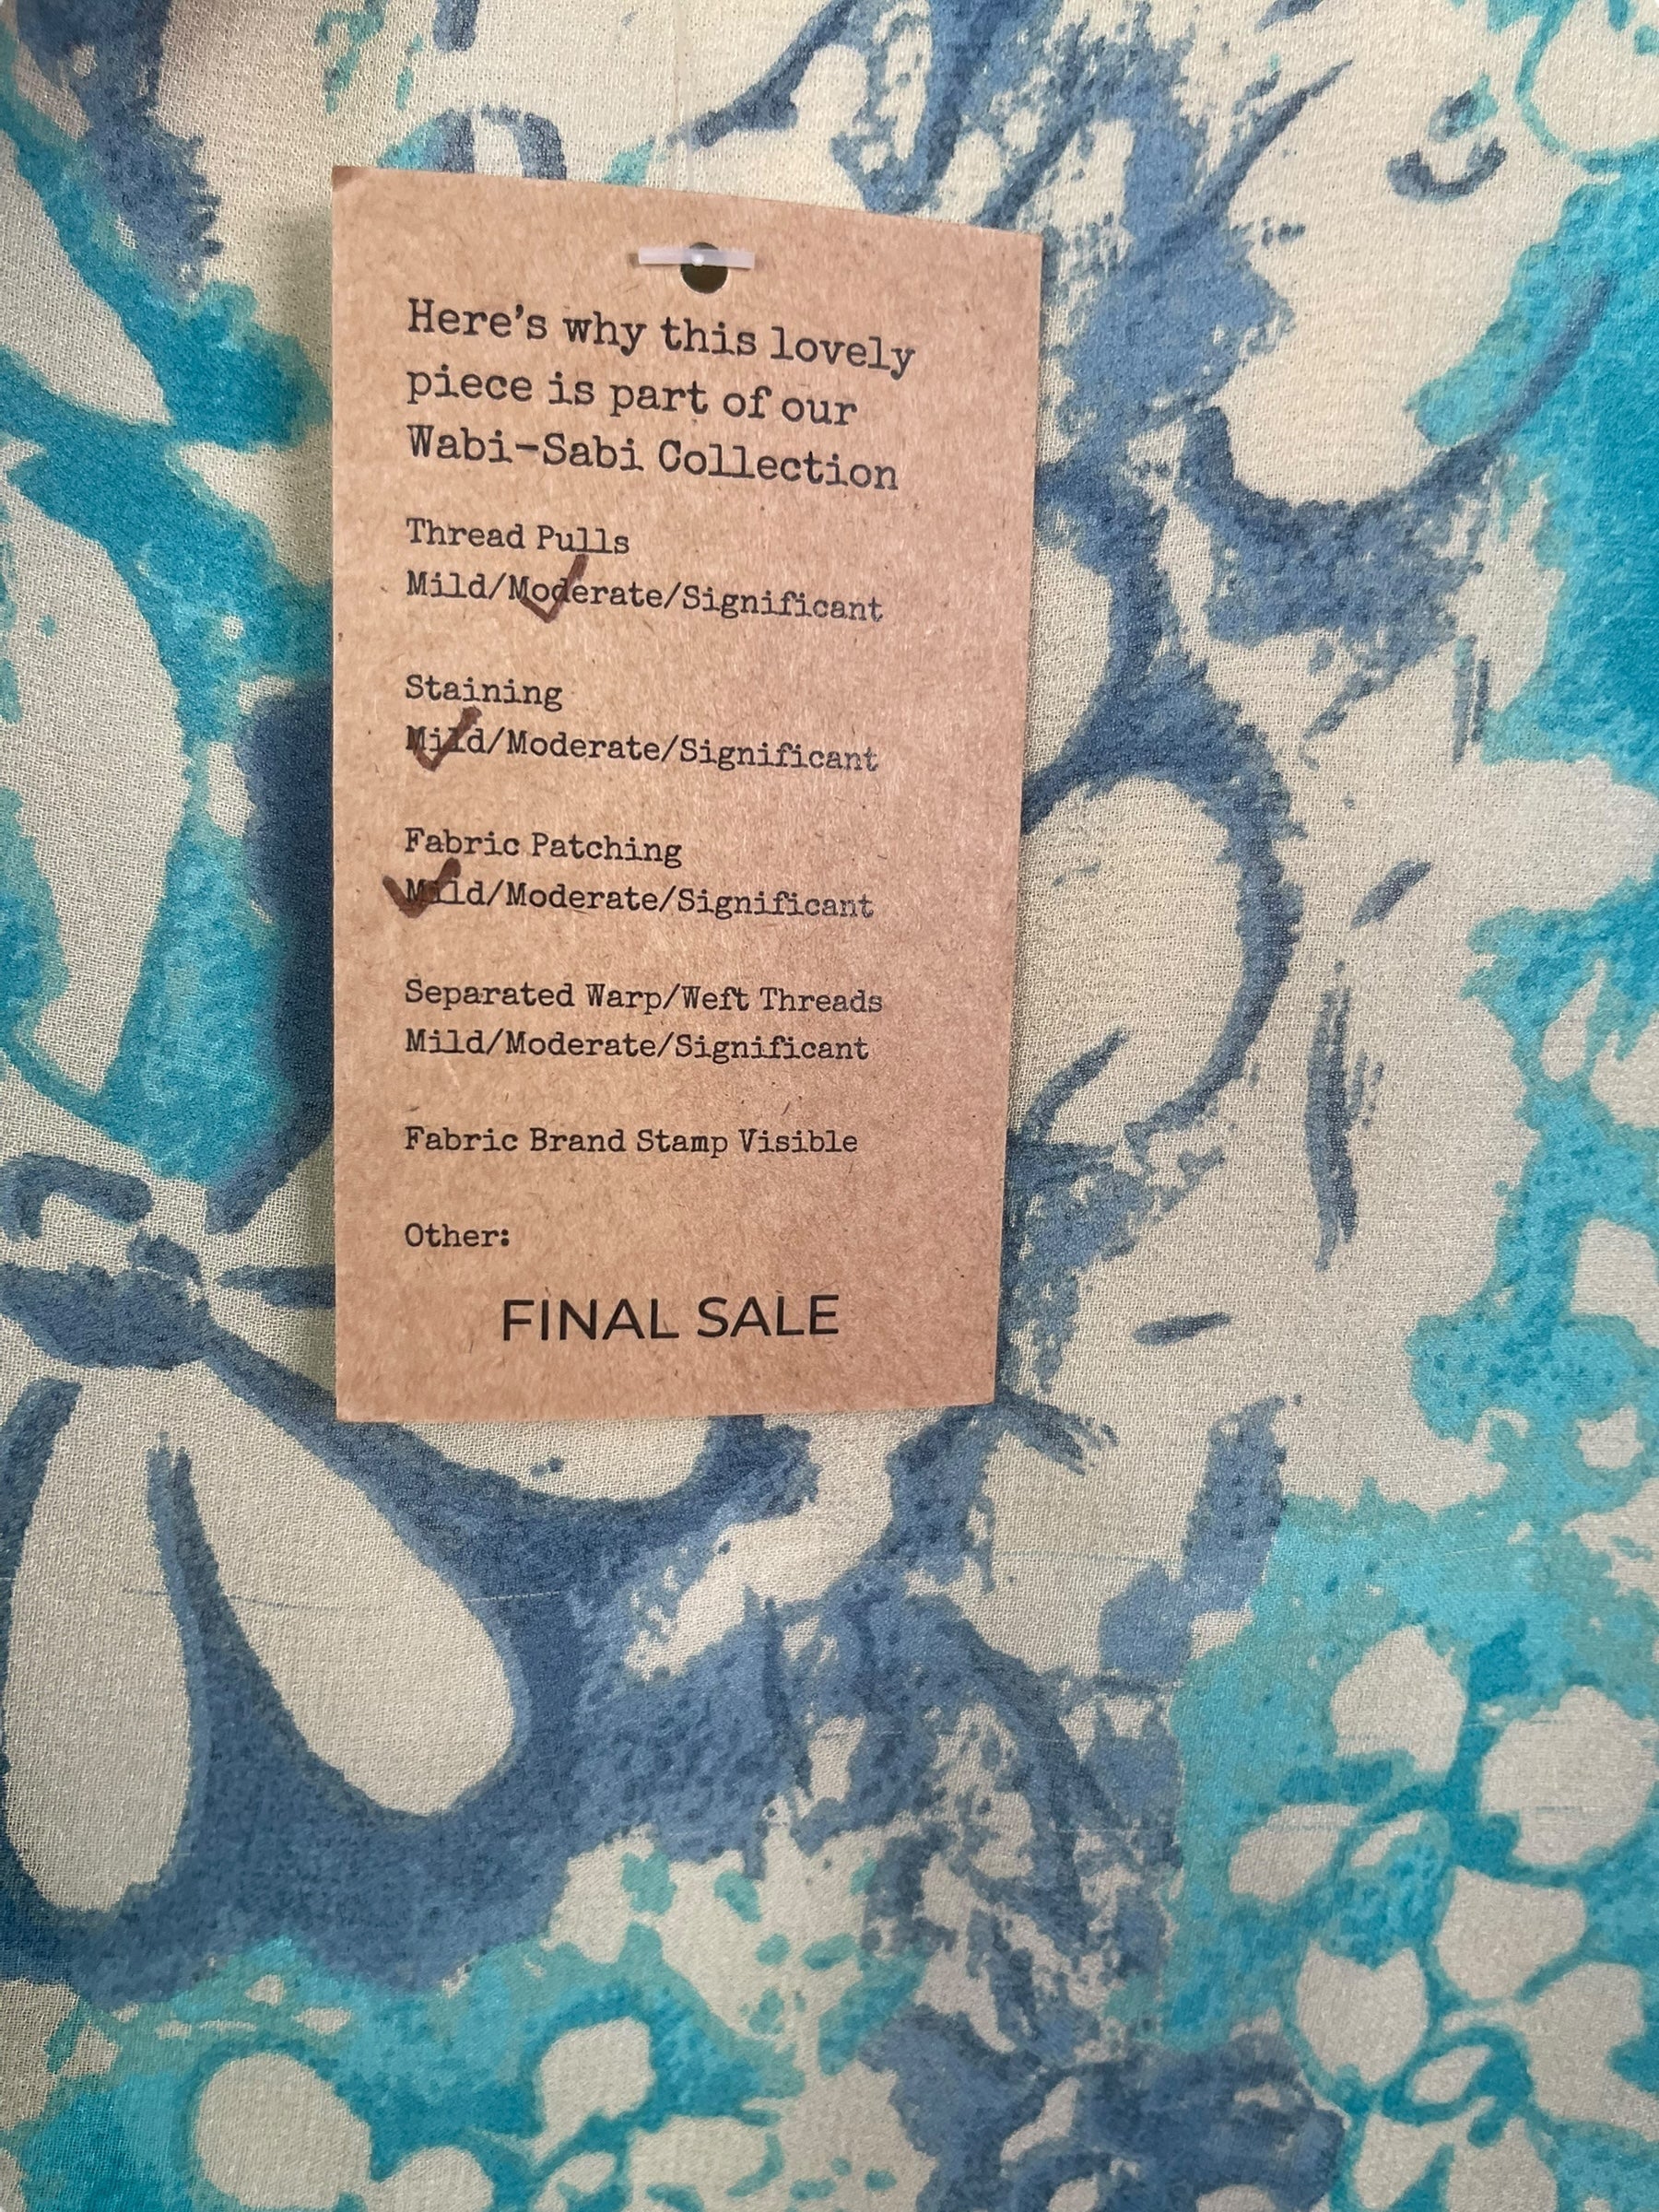 Here's why this lovely
piece is part of our
Wabi-Sabi Collection
Thread Pulls
Mild/Moderate/Significant
Staining
Mild/Moderate/Significant
Fabric Patching
Mild/Moderate/Significant
Separated Warp/Weft Threads
Mild/Moderate/Significant
Fabric Brand Stamp Visible
Other:
FINAL SALE